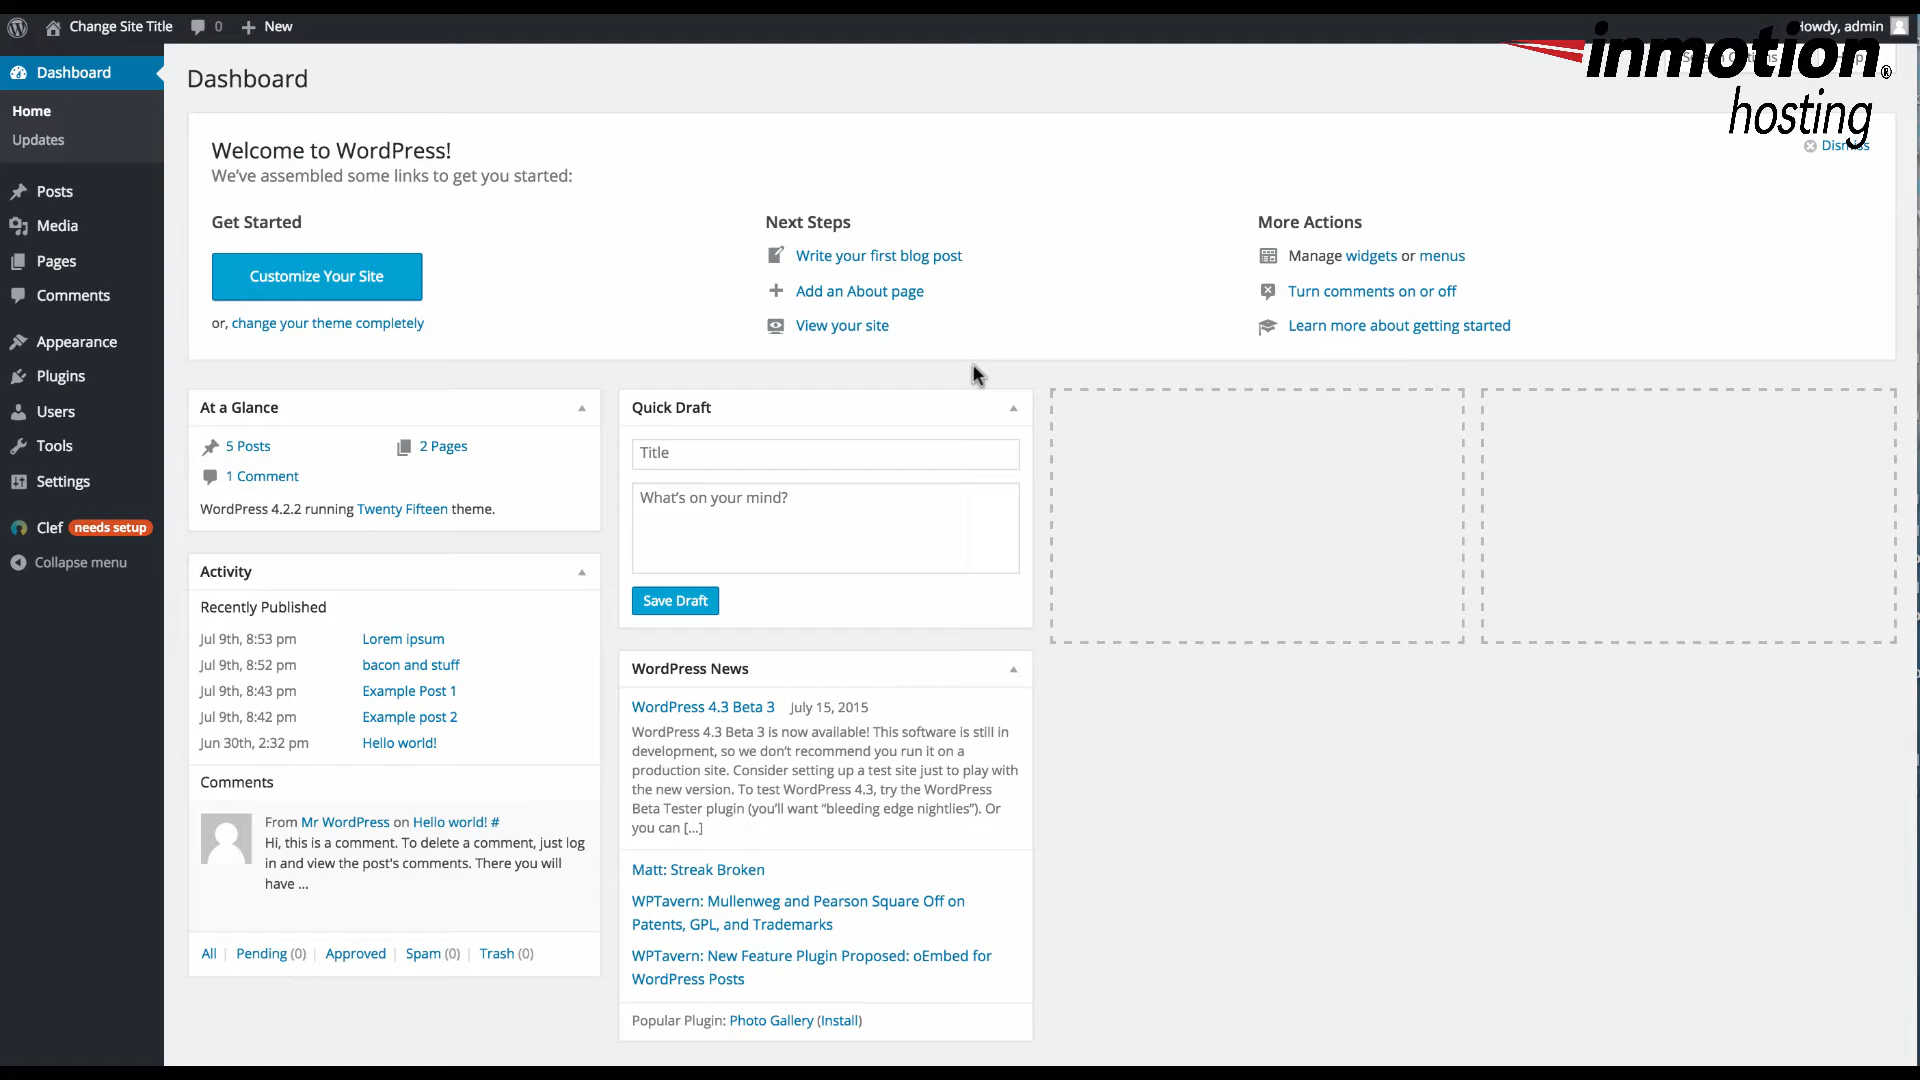 Change Site Title 0 New
Howdy, admin
inmotion®
hosting
Dashboard
Home
Updates
Posts
Media
Pages
Comments
Appearance
Plugins
Users
Tools
Settings
Clef needs setup
Collapse menu
Dashboard
Welcome to WordPress!
Dismiss
We've assembled some links to get you started:
Get Started
Customize Your Site
or, change your theme completely
Next Steps
Write your first blog post
Add an About page
View your site
More Actions
Manage widgets or menus
Turn comments on or off
Learn more about getting started
At a Glance
5 Posts 2 Pages
1 Comment
WordPress 4.2.2 running Twenty Fifteen theme.
Activity
Recently Published
Jul 9th, 8:53 pm Lorem ipsum
Jul 9th, 8:52 pm bacon and stuff
Jul 9th, 8:43 pm Example Post 1
Jul 9th, 8:42 pm Example post 2
Jun 30th, 2:32 pm Hello world!
Comments
From Mr WordPress on Hello world! #
Hi, this is a comment. To delete a comment, just log
in and view the post's comments. There you will
have ...
All | Pending (0) | Approved | Spam (0) | Trash (0)
Quick Draft
Title
What's on your mind?
Save Draft
WordPress News
WordPress 4.3 Beta 3 July 15, 2015
WordPress 4.3 Beta 3 is now available! This software is still in
development, so we don't recommend you run it on a
production site. Consider setting up a test site just to play with
the new version. To test WordPress 4.3, try the WordPress
Beta Tester plugin (you'll want “bleeding edge nightlies”). Or
you can [...]
Matt: Streak Broken
WPTavern: Mullenweg and Pearson Square Off on
Patents, GPL, and Trademarks
WPTavern: New Feature Plugin Proposed: oEmbed for
WordPress Posts
Popular Plugin: Photo Gallery (Install)